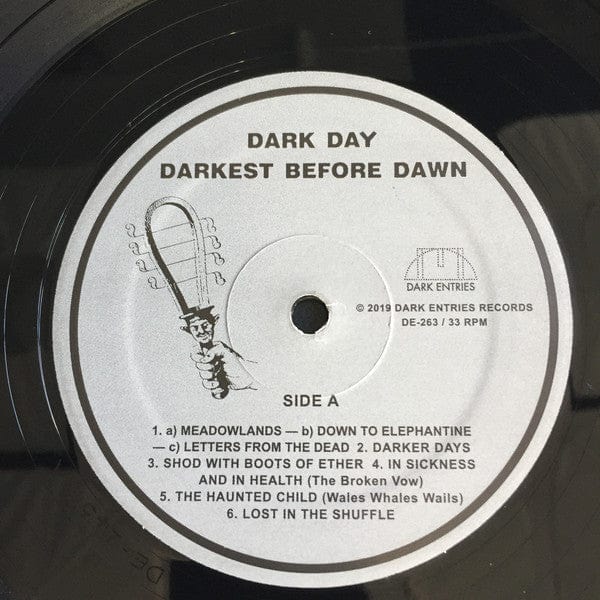 DARK DAY
DARKEST BEFORE DAWN
DARK ENTRIES
© 2019 DARK ENTRIES RECORDS
DE-263 / 33 RPM
SIDE A
1. a) MEADOWLANDS — b) DOWN TO ELEPHANTINE
— c) LETTERS FROM THE DEAD 2. DARKER DAYS
3. SHOD WITH BOOTS OF ETHER 4. IN SICKNESS
AND IN HEALTH (The Broken Vow)
5. THE HAUNTED CHILD (Wales Whales Wails)
6. LOST IN THE SHUFFLE